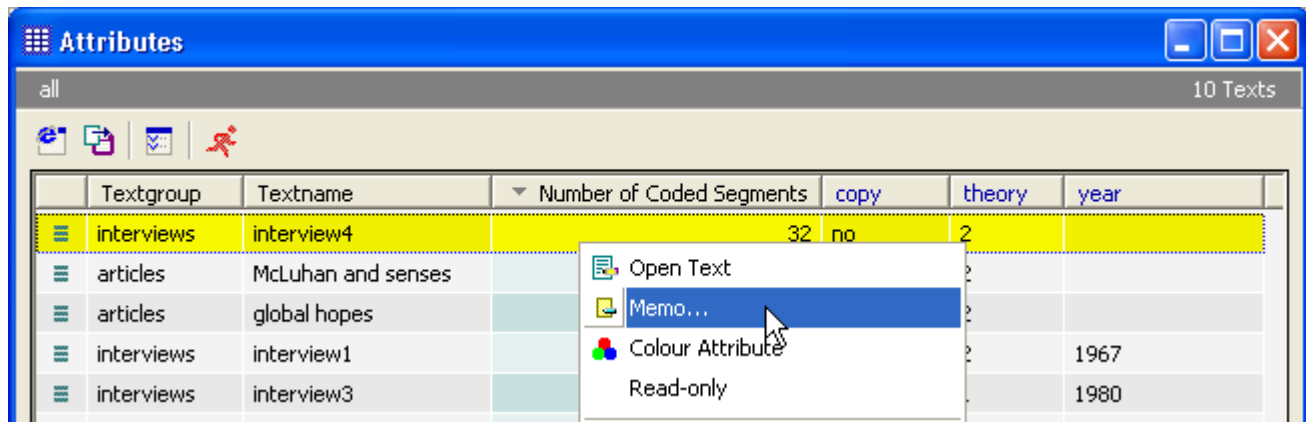 Attributes
all 10 Texts
Textgroup Textname Number of Coded Segments copy theory year
interviews interview4 32 no 2
articles McLuhan and senses
Open Text
articles global hopes
Memo...
interviews interview1 1967
Colour Attribute
interviews interview3 1980
Read-only